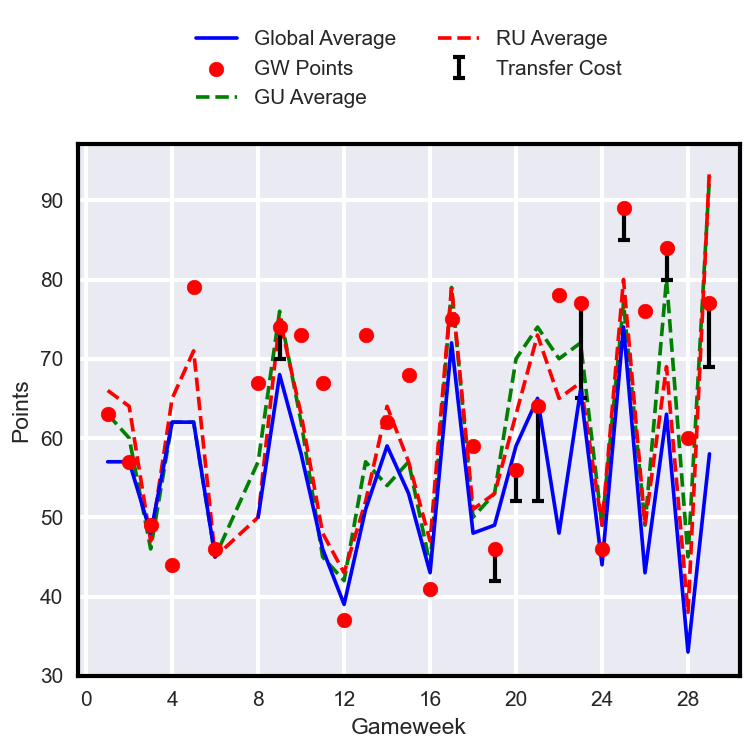 Global Average
RU Average
GW Points
Transfer Cost
GU Average
90
80
70
60
50
40
30
Points
0 4 8 12 16 20 24 28
Gameweek